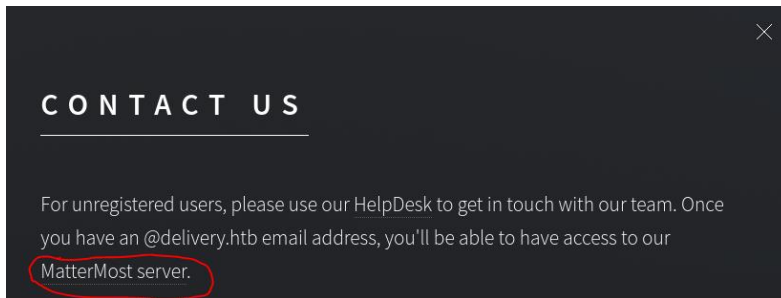 CONTACT US
For unregistered users, please use our HelpDesk to get in touch with our team. Once
you have an @delivery.htb email address, you'll be able to have access to our
MatterMost server.